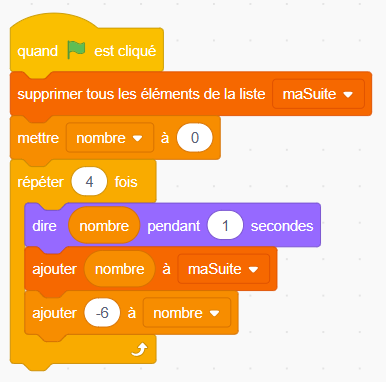 quand est cliqué
supprimer tous les éléments de la liste maSuite
mettre nombre à 0
répéter 4 fois
dire nombre pendant 1 secondes
ajouter nombre à maSuite
ajouter -6 à nombre